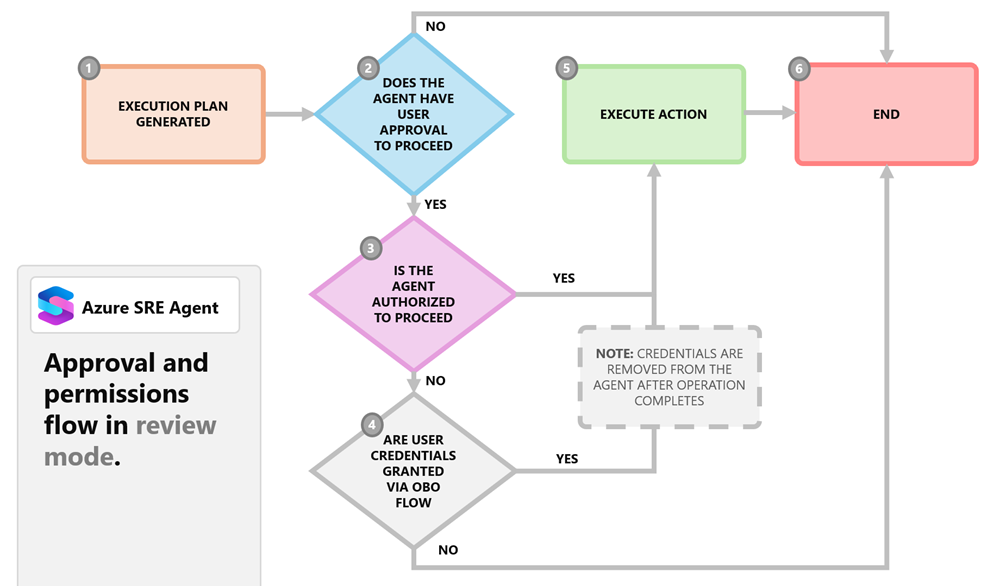 NO
1
EXECUTION PLAN
GENERATED
2
DOES THE
AGENT HAVE
USER
APPROVAL
TO PROCEED
5
EXECUTE ACTION
6
END
YES
3
IS THE
AGENT
AUTHORIZED
TO PROCEED
YES
Azure SRE Agent
Approval and
permissions
flow in review
mode.
NOTE: CREDENTIALS ARE
REMOVED FROM THE
AGENT AFTER OPERATION
COMPLETES
NO
4
ARE USER
CREDENTIALS
GRANTED
VIA OBO
FLOW
YES
NO